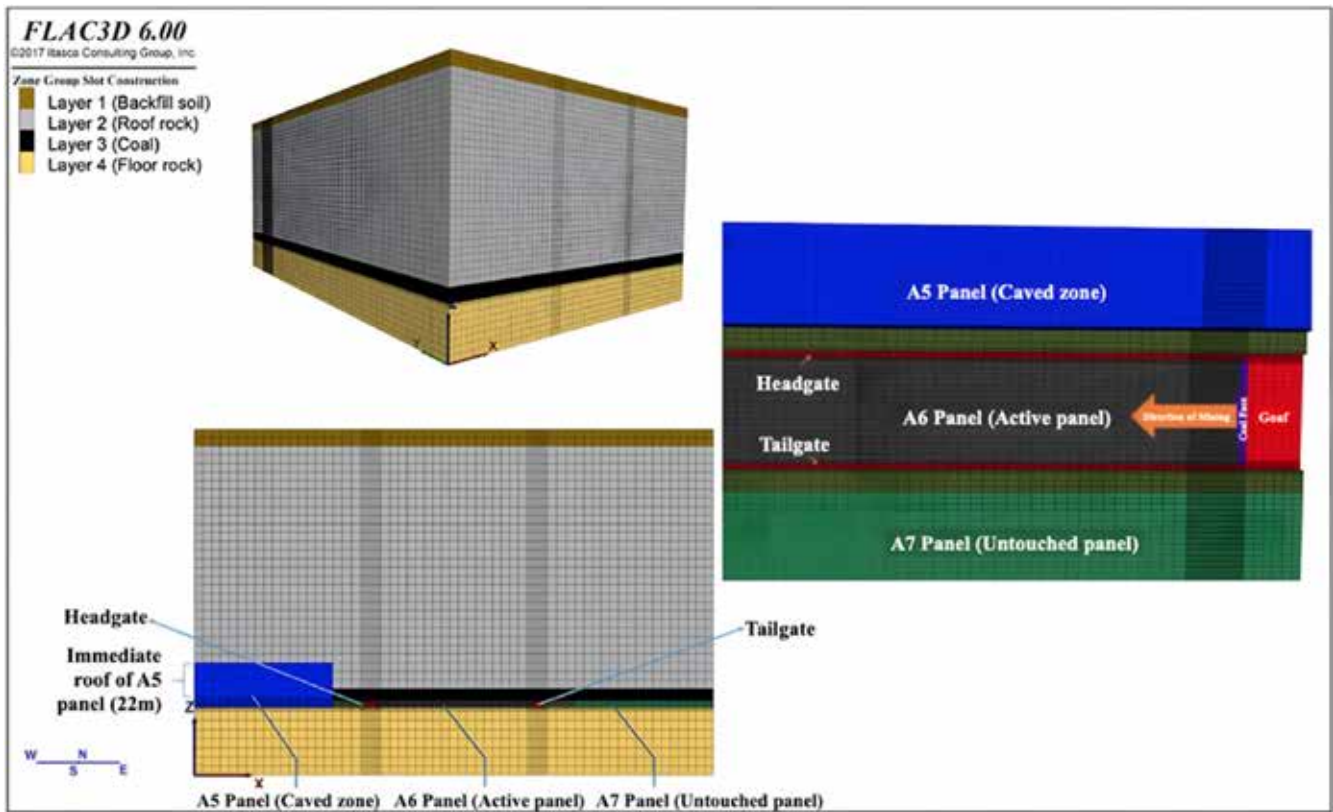 FLAC3D 6.00
©2017 Itasca Consulting Group, Inc.
Zone Group Slot Construction
Layer 1 (Backfill soil)
Layer 2 (Roof rock)
Layer 3 (Coal)
Layer 4 (Floor rock)
X
A5 Panel (Caved zone)
Headgate
A6 Panel (Active panel)
Direction of Mining
Coal Face
Goaf
Tailgate
A7 Panel (Untouched panel)
Headgate
Tailgate
Immediate
roof of A5
panel (22m)
Z
W N
S E
X
A5 Panel (Caved zone)
A6 Panel (Active panel)
A7 Panel (Untouched panel)